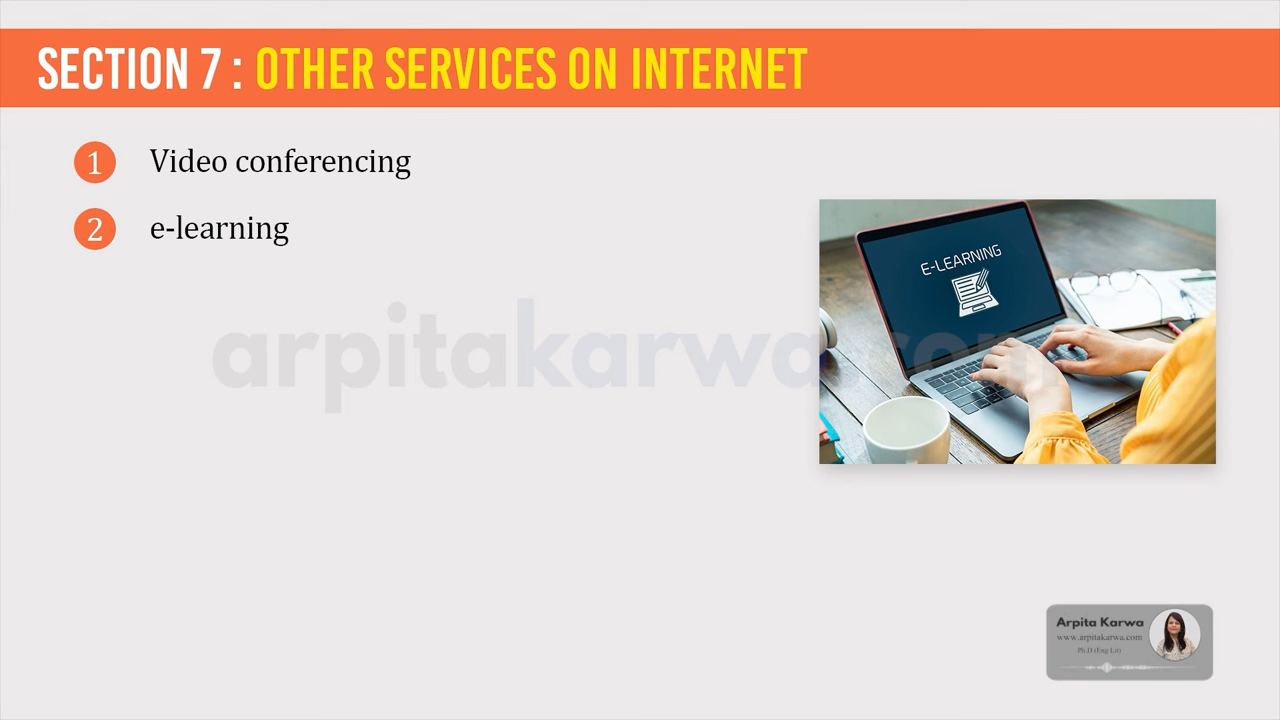 SECTION 7 : OTHER SERVICES ON INTERNET
1 Video conferencing
2 e-learning
E-LEARNING
arpitakarwa.com
Arpita Karwa
www.arpitakarwa.com
Ph.D (Eng Lit)